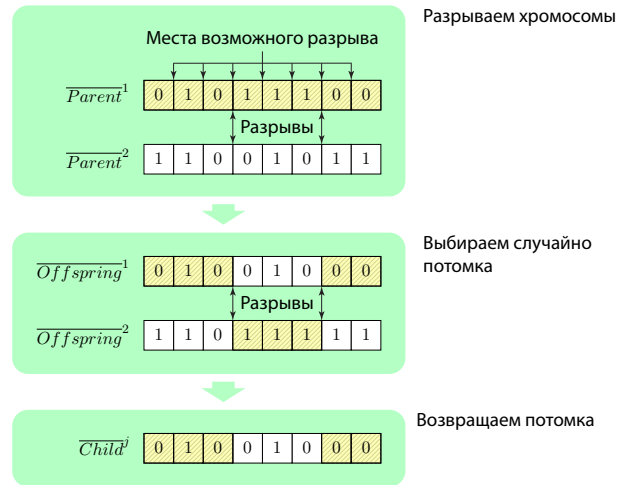 Разрываем хромосомы
Места возможного разрыва
Parent¹ 0 1 0 1 1 1 0 0
Разрывы
Parent² 1 1 0 0 1 0 1 1
Выбираем случайно
потомка
Offspring¹ 0 1 0 0 1 0 0 0
Разрывы
Offspring² 1 1 0 1 1 1 1 1
Возвращаем потомка
Childʲ 0 1 0 0 1 0 0 0